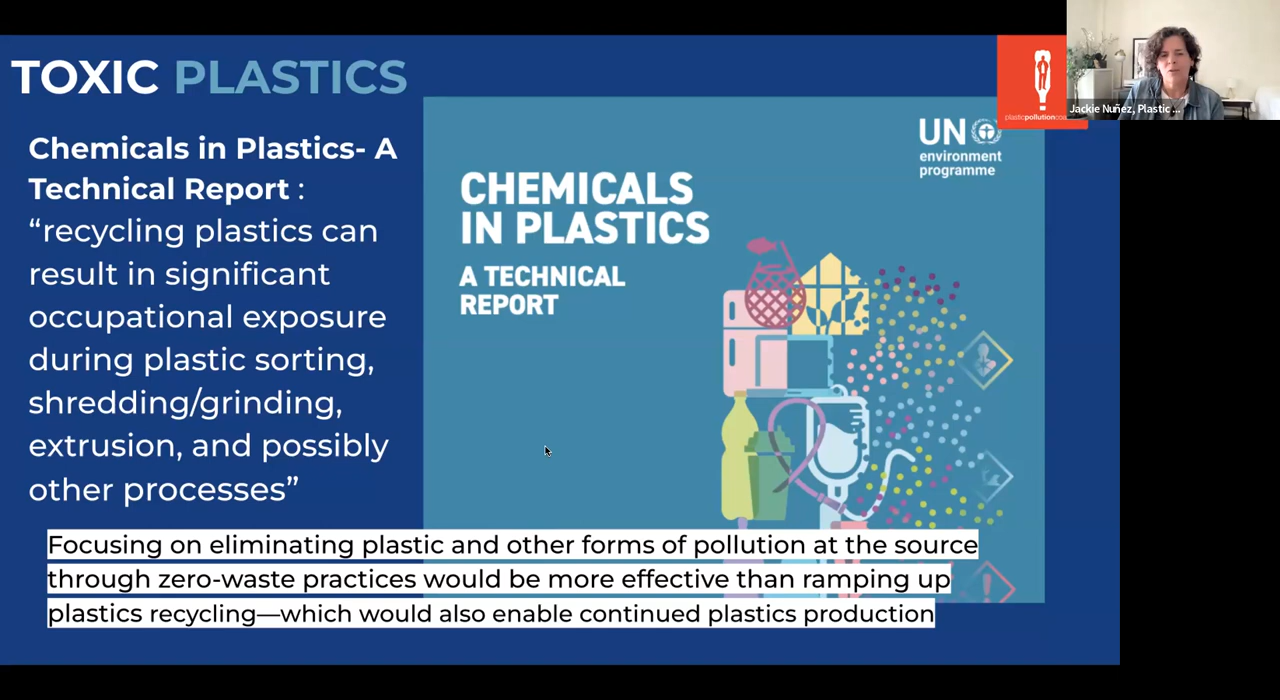 TOXIC PLASTICS
Chemicals in Plastics- A
Technical Report :
“recycling plastics can
result in significant
occupational exposure
during plastic sorting,
shredding/grinding,
extrusion, and possibly
other processes”
UN
environment
programme
CHEMICALS
IN PLASTICS
A TECHNICAL
REPORT
Focusing on eliminating plastic and other forms of pollution at the source
through zero-waste practices would be more effective than ramping up
plastics recycling—which would also enable continued plastics production
plasticpollution
Jackie Nuñez, Plastic ...